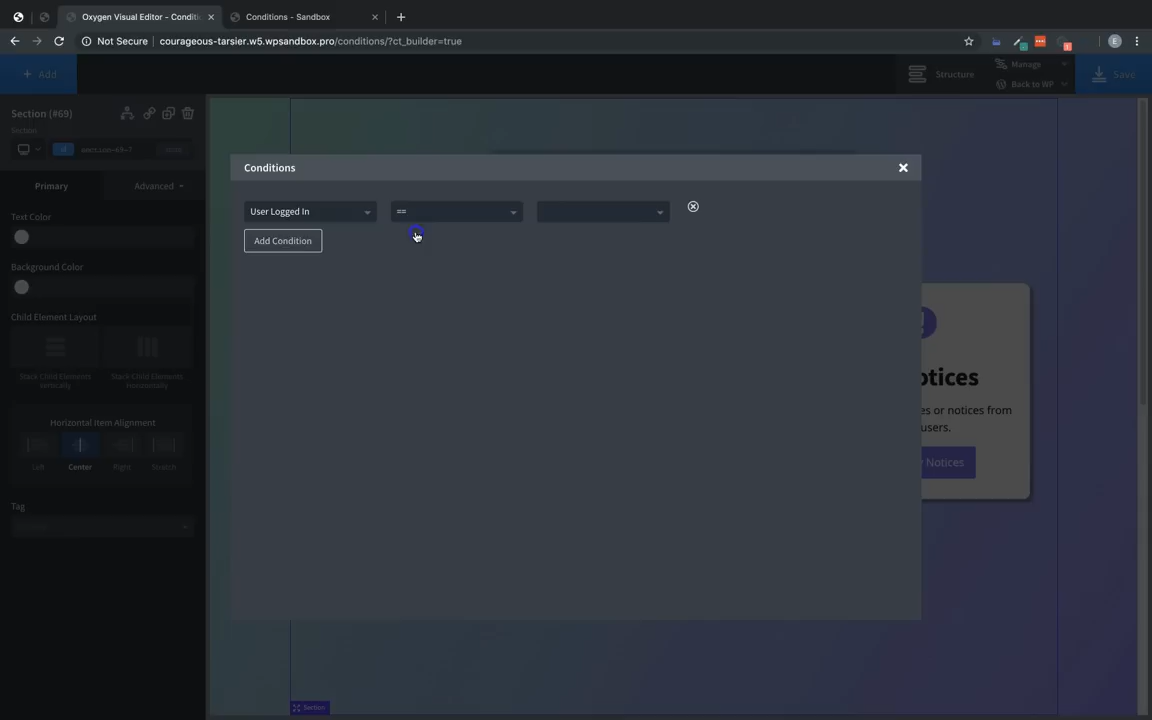 Oxygen Visual Editor - Conditi
Conditions - Sandbox
Not Secure
courageous-tarsier.w5.wpsandbox.pro/conditions/?ct_builder=true
E
Add
Structure
Manage
Back to WP
Save
Section (#69)
Section
id
Primary
Advanced
Text Color
Background Color
Child Element Layout
Stack Child Elements Vertically
Stack Child Elements Horizontally
Horizontal Item Alignment
Left
Center
Right
Stretch
Tag
Conditions
User Logged In
==
Add Condition
otices
es or notices from
users.
Notices
Section